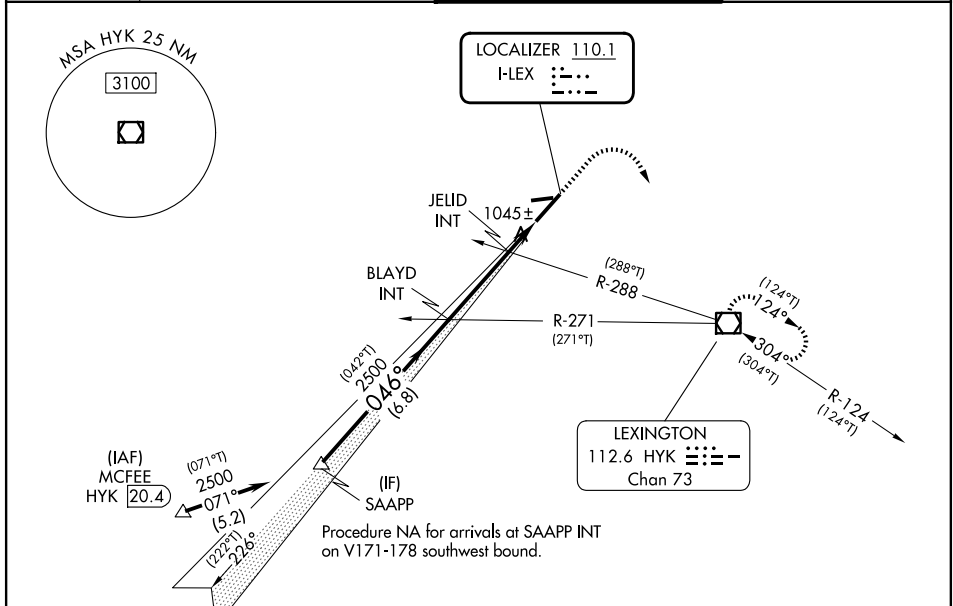 MSA HYK 25 NM
3100
LOCALIZER 110.1
I-LEX
JELID
INT
1045±
BLAYD
INT
(288°T)
R-288
R-271
(271°T)
(124°T)
124°
304°
(304°T)
R-124
(124°T)
(042°T)
2500
046°
(6.8)
LEXINGTON
112.6 HYK
Chan 73
(IAF)
MCFEE
HYK 20.4
(071°T)
2500
071°
(5.2)
(IF)
SAAPP
Procedure NA for arrivals at SAAPP INT
on V171-178 southwest bound.
(222°T)
226°